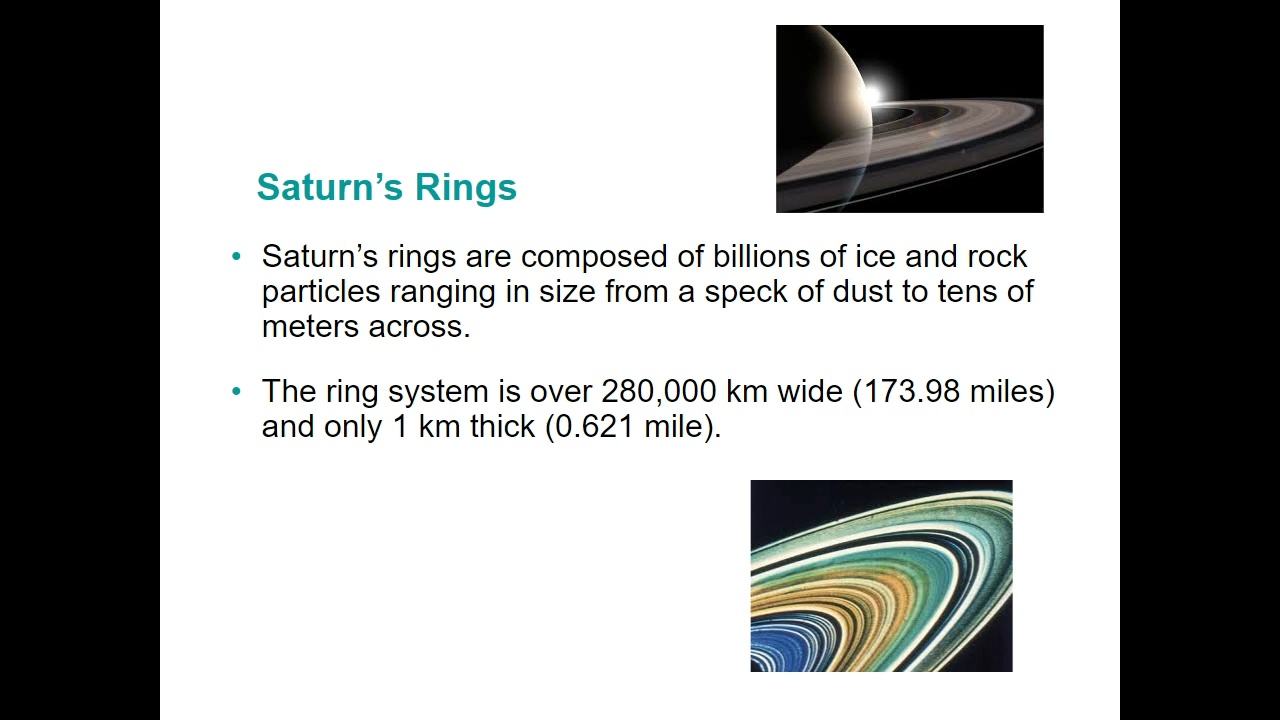 Saturn’s Rings
• Saturn’s rings are composed of billions of ice and rock
particles ranging in size from a speck of dust to tens of
meters across.
• The ring system is over 280,000 km wide (173.98 miles)
and only 1 km thick (0.621 mile).